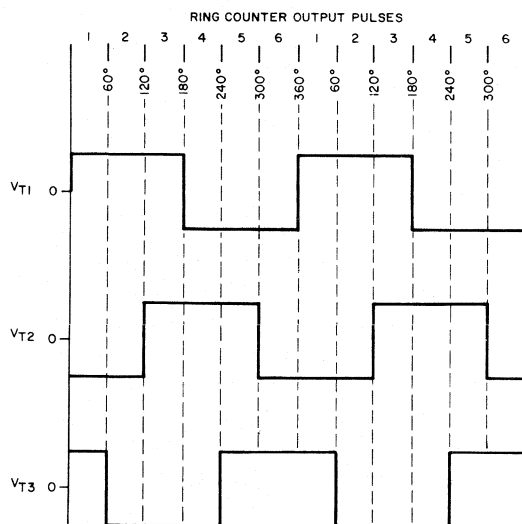 RING COUNTER OUTPUT PULSES
1 2 3 4 5 6 1 2 3 4 5 6
60° 120° 180° 240° 300° 360° 60° 120° 180° 240° 300°
VT1 0
VT2 0
VT3 0